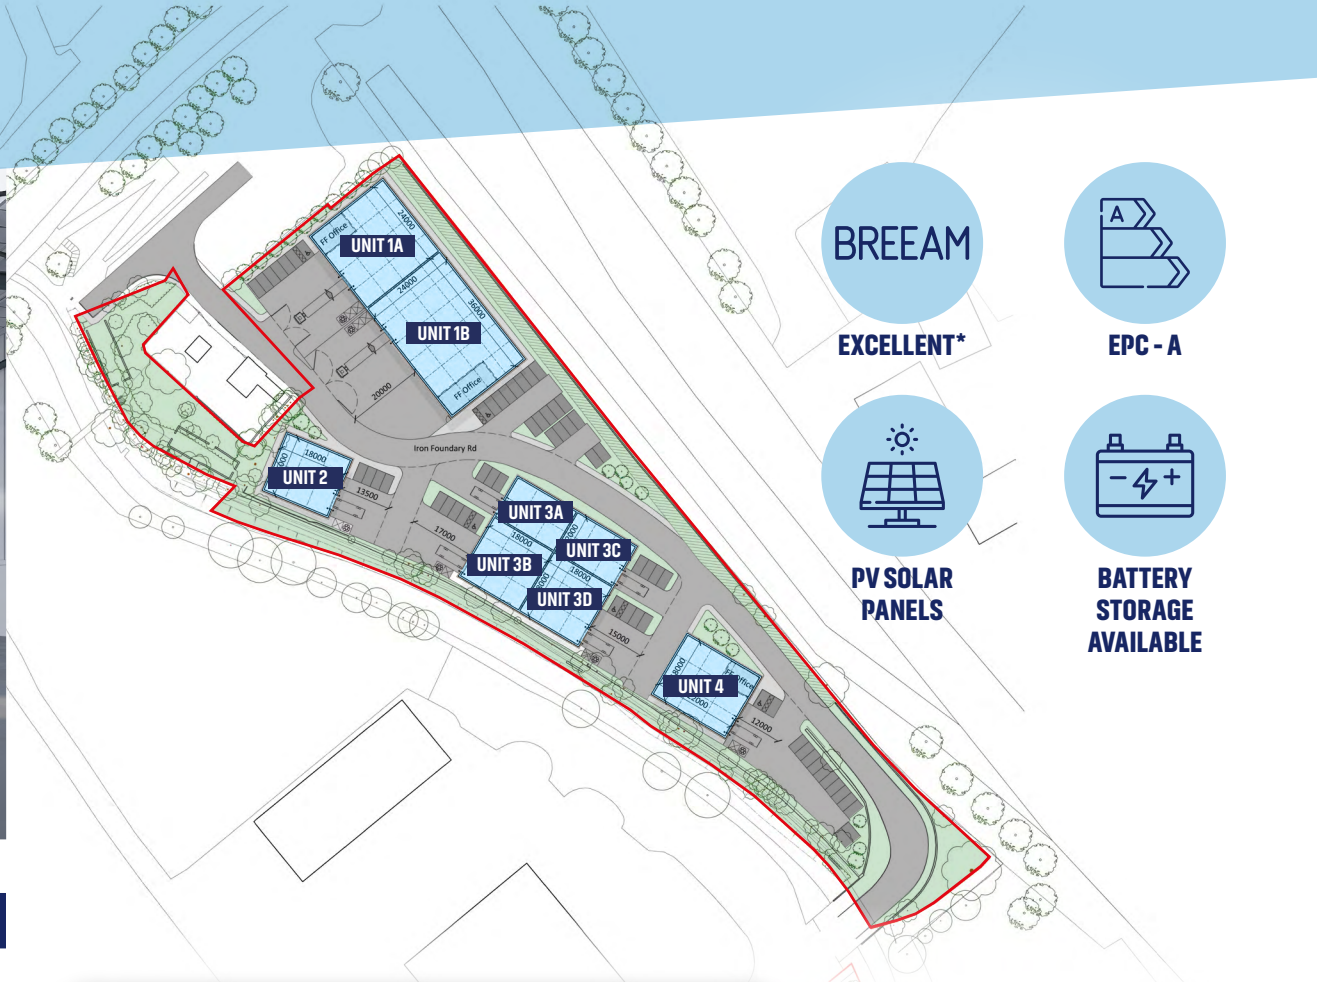 24000
FF Office
UNIT 1A
24000
36000
UNIT 1B
FF Office
20000
Iron Foundary Rd
18000
UNIT 2
13500
17000
UNIT 3A
18000
UNIT 3C
UNIT 3B
18000
UNIT 3D
15000
UNIT 4
12000
BREEAM
EXCELLENT*
A
EPC - A
PV SOLAR
PANELS
BATTERY
STORAGE
AVAILABLE